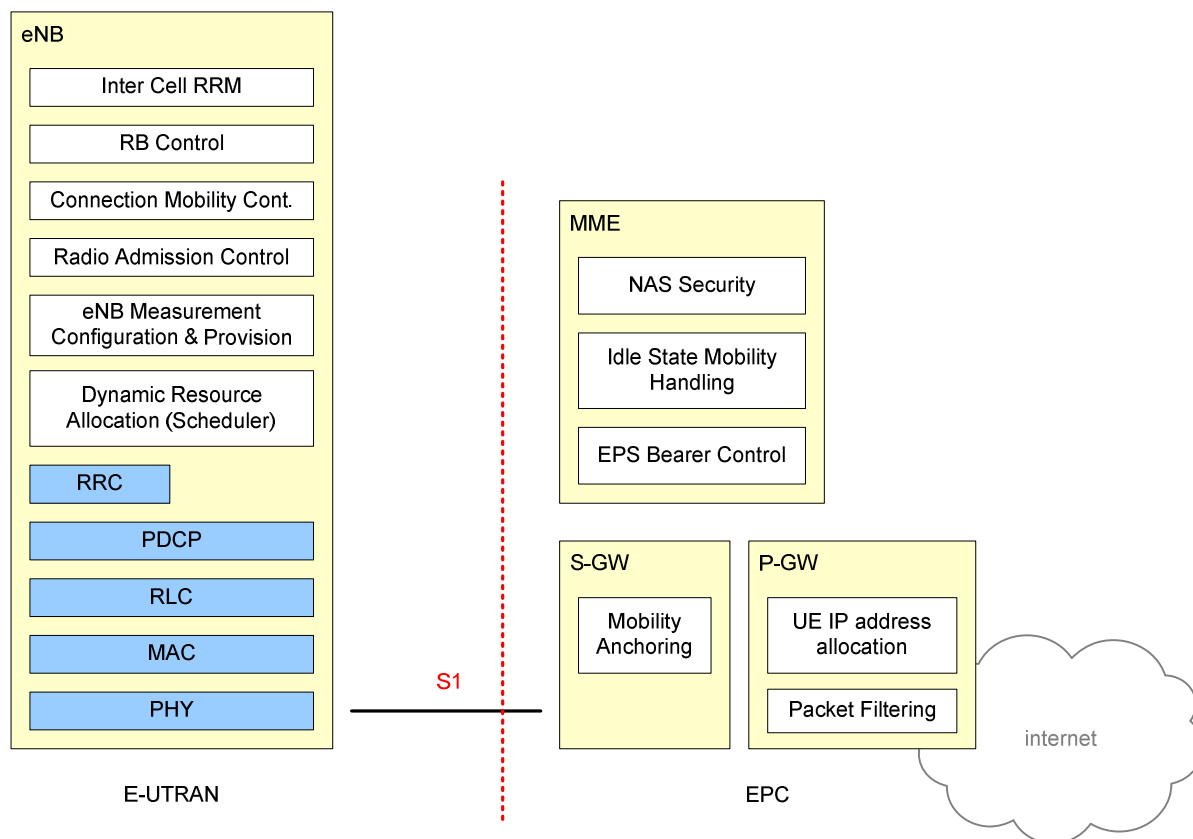 eNB
Inter Cell RRM
RB Control
Connection Mobility Cont.
Radio Admission Control
eNB Measurement
Configuration & Provision
Dynamic Resource
Allocation (Scheduler)
RRC
PDCP
RLC
MAC
PHY
S1
MME
NAS Security
Idle State Mobility
Handling
EPS Bearer Control
S-GW
Mobility
Anchoring
P-GW
UE IP address
allocation
Packet Filtering
internet
E-UTRAN
EPC